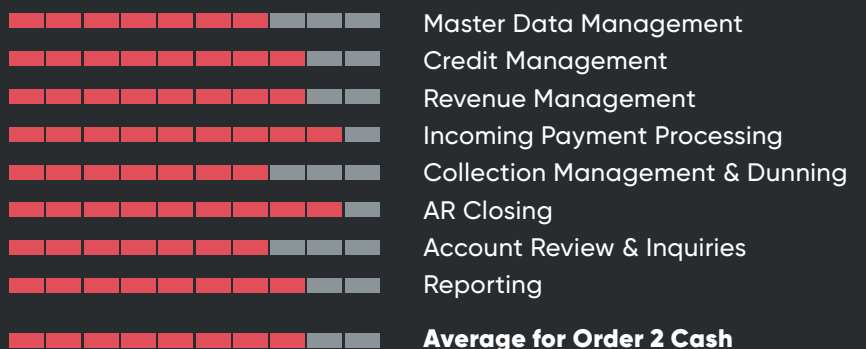 Master Data Management
Credit Management
Revenue Management
Incoming Payment Processing
Collection Management & Dunning
AR Closing
Account Review & Inquiries
Reporting
Average for Order 2 Cash